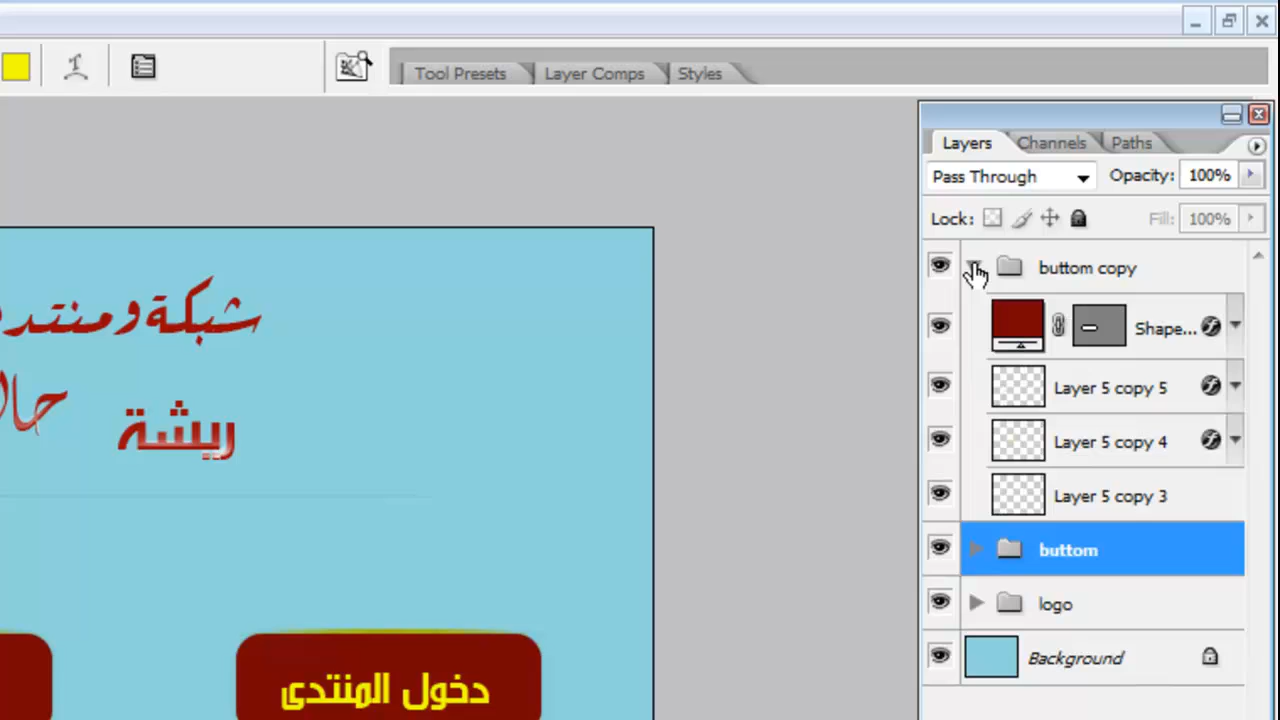 Tool Presets Layer Comps Styles
Layers Channels Paths
Pass Through Opacity: 100%
Lock: Fill: 100%
buttom copy
Shape...
Layer 5 copy 5
Layer 5 copy 4
Layer 5 copy 3
buttom
logo
Background
شبكة ومنتد
ريشة
دخول المنتدى